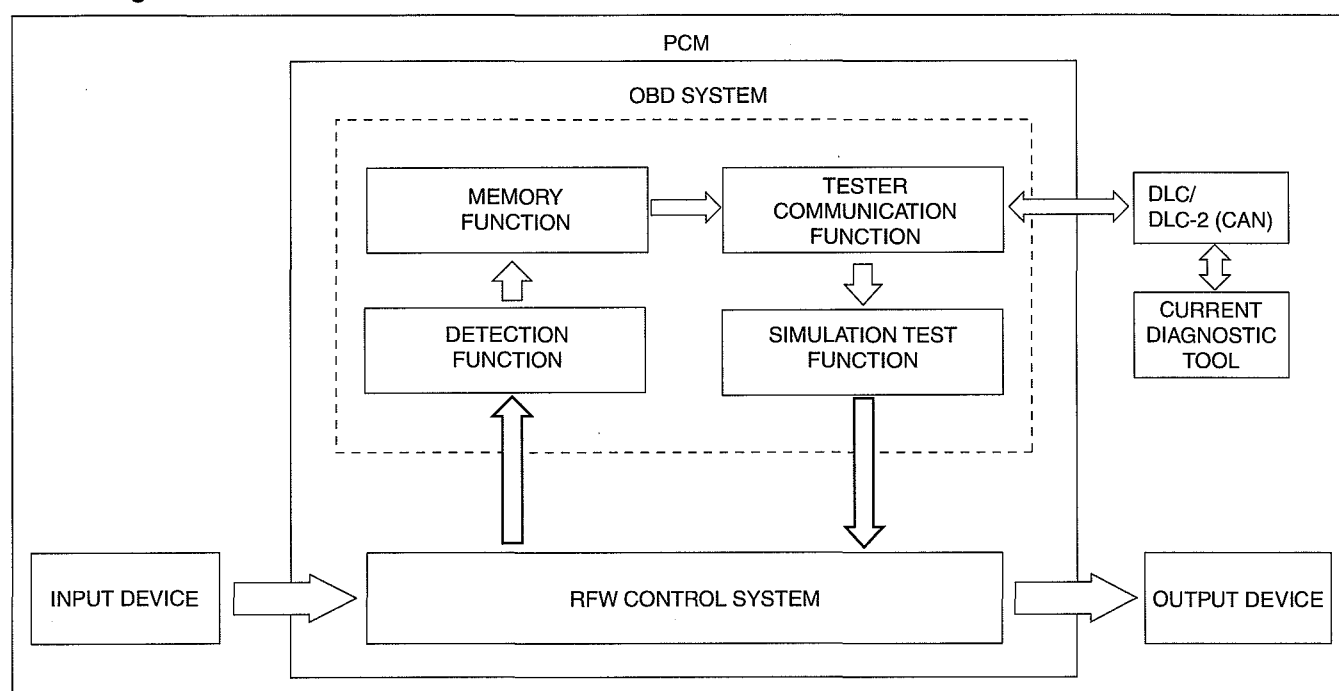 PCM
OBD SYSTEM
MEMORY
FUNCTION
TESTER
COMMUNICATION
FUNCTION
DLC/
DLC-2 (CAN)
DETECTION
FUNCTION
SIMULATION TEST
FUNCTION
CURRENT
DIAGNOSTIC
TOOL
INPUT DEVICE
RFW CONTROL SYSTEM
OUTPUT DEVICE